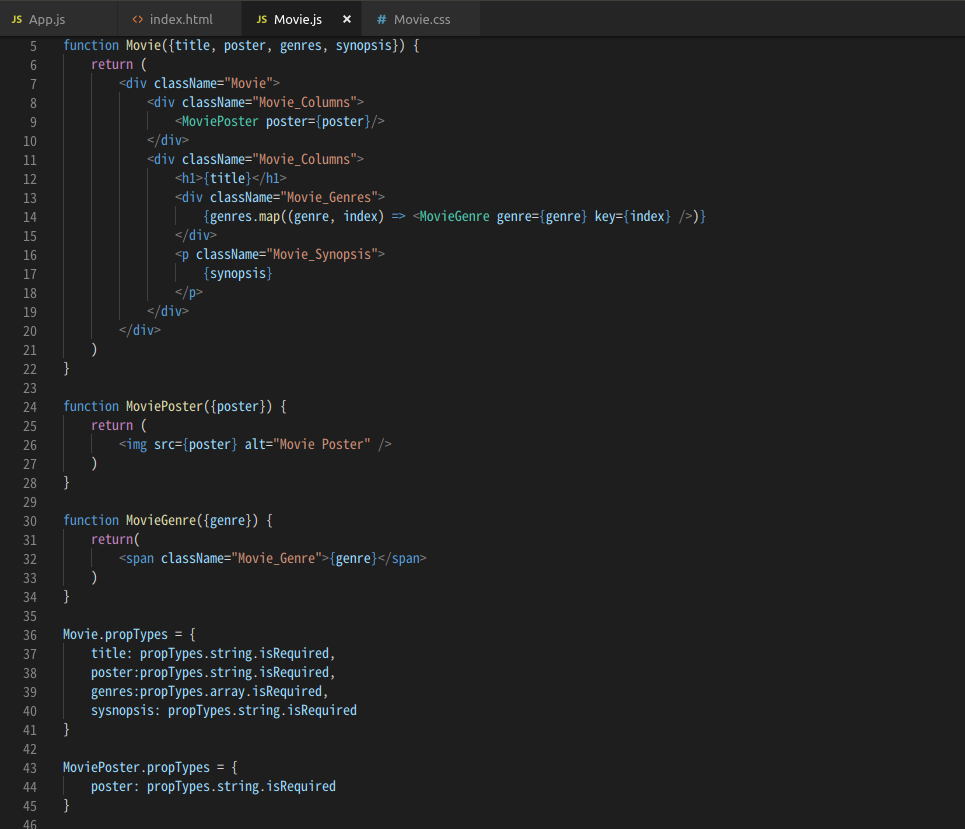 JS App.js <> index.html JS Movie.js × # Movie.css
5 function Movie({title, poster, genres, synopsis}) {
6 return (
7 <div className="Movie">
8 <div className="Movie_Columns">
9 <MoviePoster poster={poster}/>
10 </div>
11 <div className="Movie_Columns">
12 <h1>{title}</h1>
13 <div className="Movie_Genres">
14 {genres.map((genre, index) => <MovieGenre genre={genre} key={index} />)}
15 </div>
16 <p className="Movie_Synopsis">
17 {synopsis}
18 </p>
19 </div>
20 </div>
21 )
22 }
23
24 function MoviePoster({poster}) {
25 return (
26 <img src={poster} alt="Movie Poster" />
27 )
28 }
29
30 function MovieGenre({genre}) {
31 return(
32 <span className="Movie_Genre">{genre}</span>
33 )
34 }
35
36 Movie.propTypes = {
37 title: propTypes.string.isRequired,
38 poster:propTypes.string.isRequired,
39 genres:propTypes.array.isRequired,
40 sysnopsis: propTypes.string.isRequired
41 }
42
43 MoviePoster.propTypes = {
44 poster: propTypes.string.isRequired
45 }
46